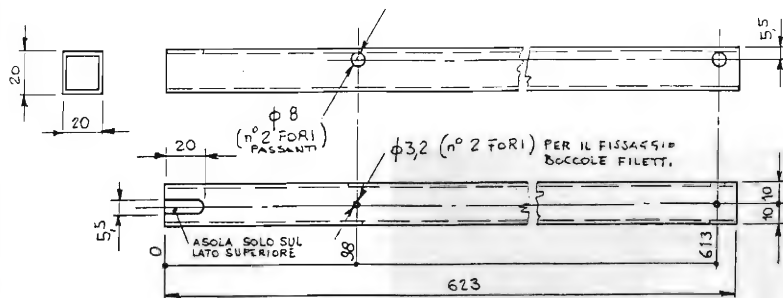 5,5
20
20
φ 8
(n° 2 FORI)
PASSANTI
φ3,2 (n° 2 FORI) PER IL FISSAGGIO
BOCCOLE FILETT.
20
5,5
10 10
ASOLA SOLO SUL
LATO SUPERIORE
0
98
613
623